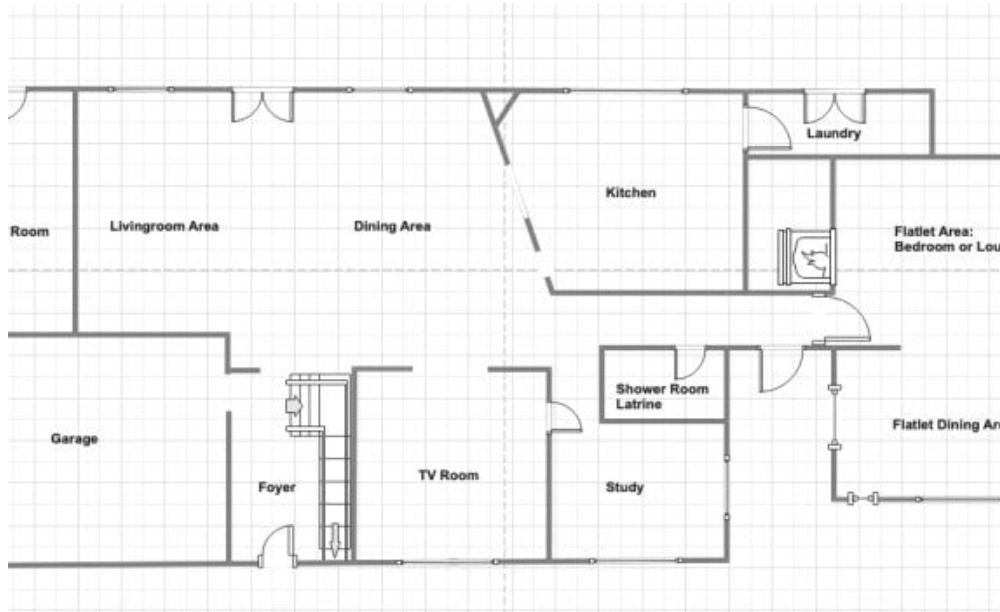 Laundry
Kitchen
Room
Livingroom Area
Dining Area
Flatlet Area:
Bedroom or Lou
Shower Room
Latrine
Garage
Flatlet Dining Are
TV Room
Foyer
Study